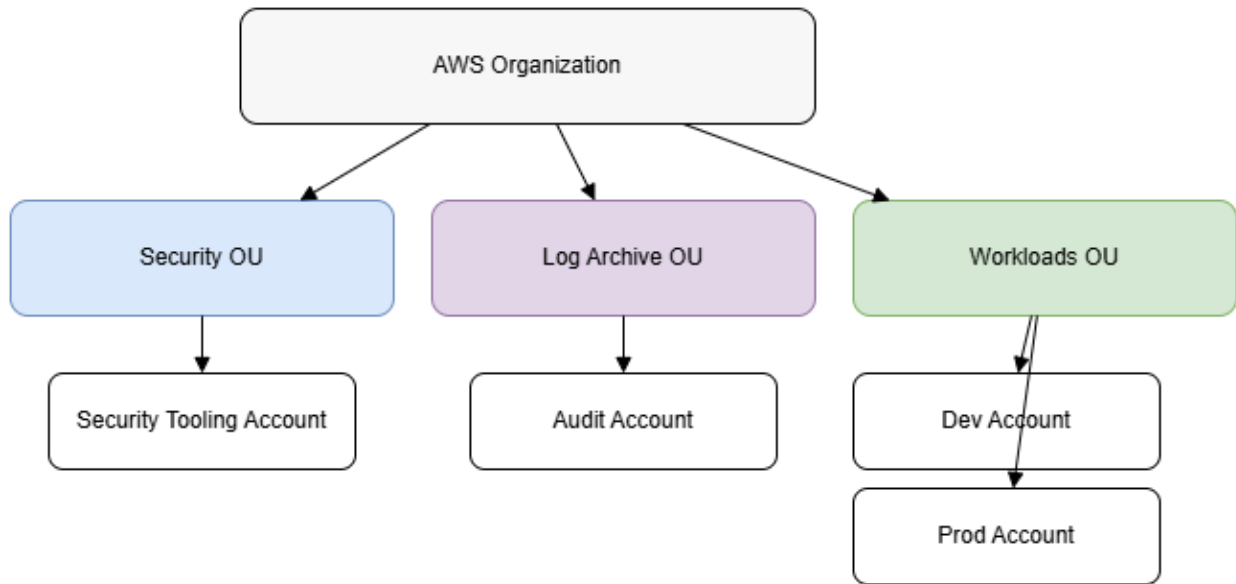 AWS Organization
Security OU
Log Archive OU
Workloads OU
Security Tooling Account
Audit Account
Dev Account
Prod Account